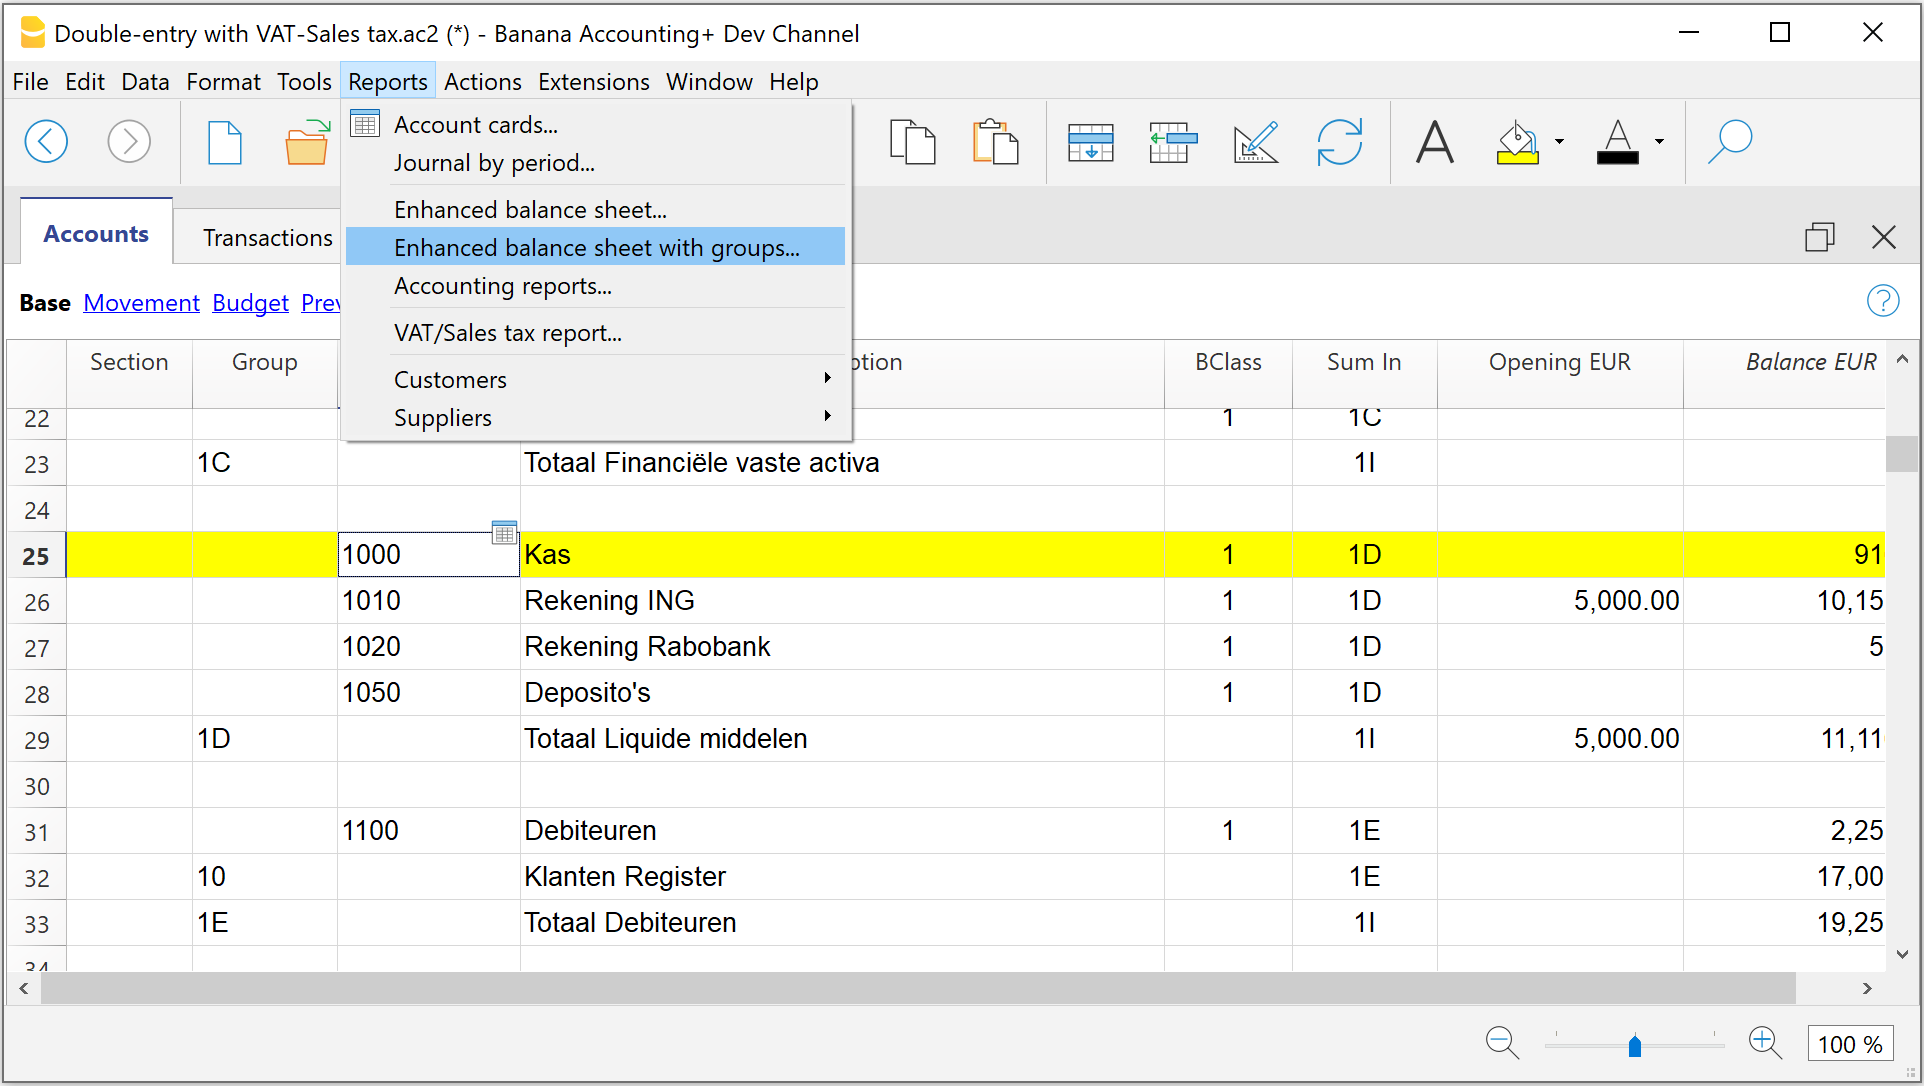 Double-entry with VAT-Sales tax.ac2 (*) - Banana Accounting+ Dev Channel
File Edit Data Format Tools Reports Actions Extensions Window Help
Account cards...
Journal by period...
Enhanced balance sheet...
Enhanced balance sheet with groups...
Accounting reports...
VAT/Sales tax report...
Customers
Suppliers
Accounts Transactions
Base Movement Budget
Section Group BClass Sum In Opening EUR Balance EUR
22 1 1C
23 1C Totaal Financiële vaste activa 1I
24
25 1000 Kas 1 1D 91
26 1010 Rekening ING 1 1D 5,000.00 10,15
27 1020 Rekening Rabobank 1 1D 5
28 1050 Deposito's 1 1D
29 1D Totaal Liquide middelen 1I 5,000.00 11,11
30
31 1100 Debiteuren 1 1E 2,25
32 10 Klanten Register 1E 17,00
33 1E Totaal Debiteuren 1I 19,25
34
100 %